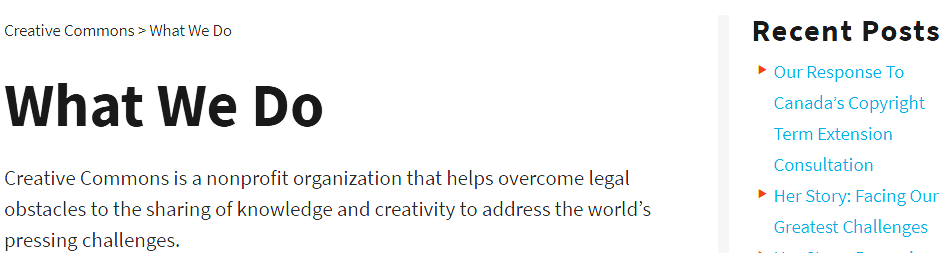 Creative Commons > What We Do
What We Do
Creative Commons is a nonprofit organization that helps overcome legal
obstacles to the sharing of knowledge and creativity to address the world’s
pressing challenges.
Recent Posts
Our Response To
Canada’s Copyright
Term Extension
Consultation
Her Story: Facing Our
Greatest Challenges